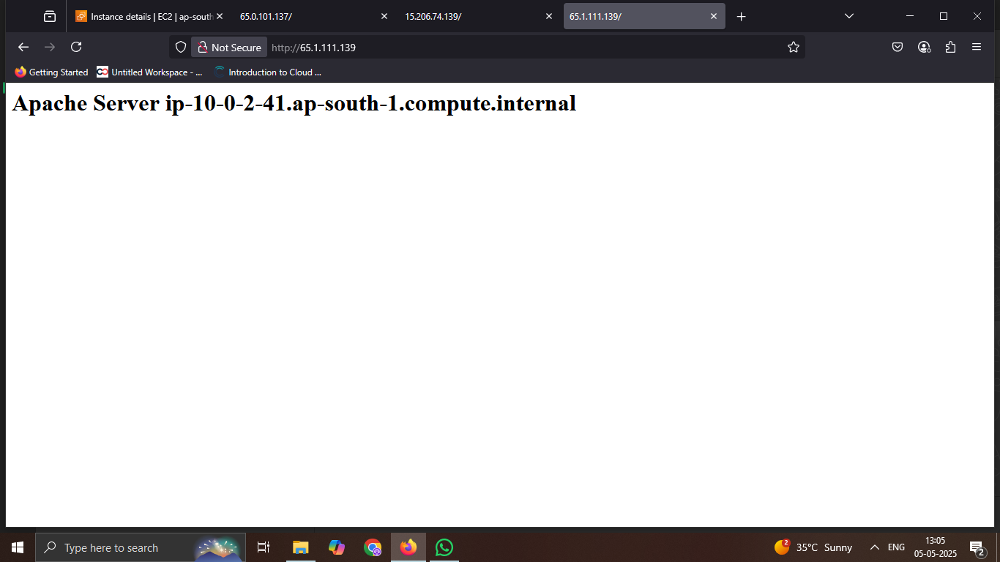 Instance details | EC2 | ap-south
65.0.101.137/
15.206.74.139/
65.1.111.139/
Not Secure
http://65.1.111.139
Getting Started
Untitled Workspace - ...
Introduction to Cloud ...
Apache Server ip-10-0-2-41.ap-south-1.compute.internal
Type here to search
2
35°C Sunny
ENG
13:05
05-05-2025
2